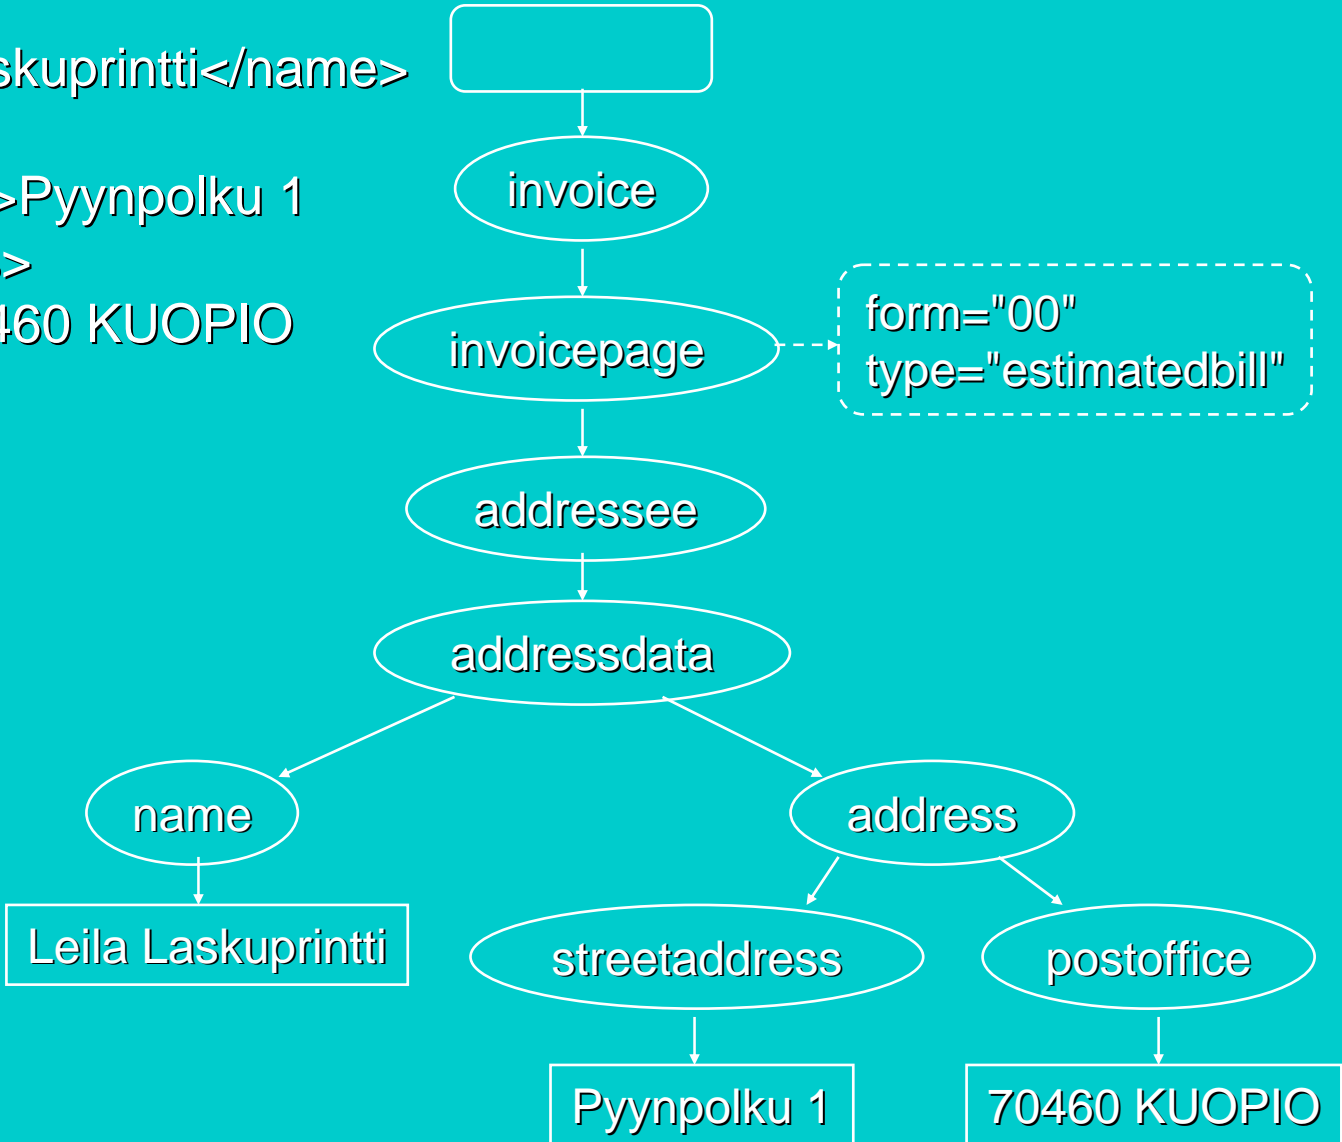 skuprintti</name>
>Pyynpolku 1
>
460 KUOPIO
invoice
invoicepage
form="00"
type="estimatedbill"
addressee
addressdata
name
address
Leila Laskuprintti
streetaddress
postoffice
Pyynpolku 1
70460 KUOPIO